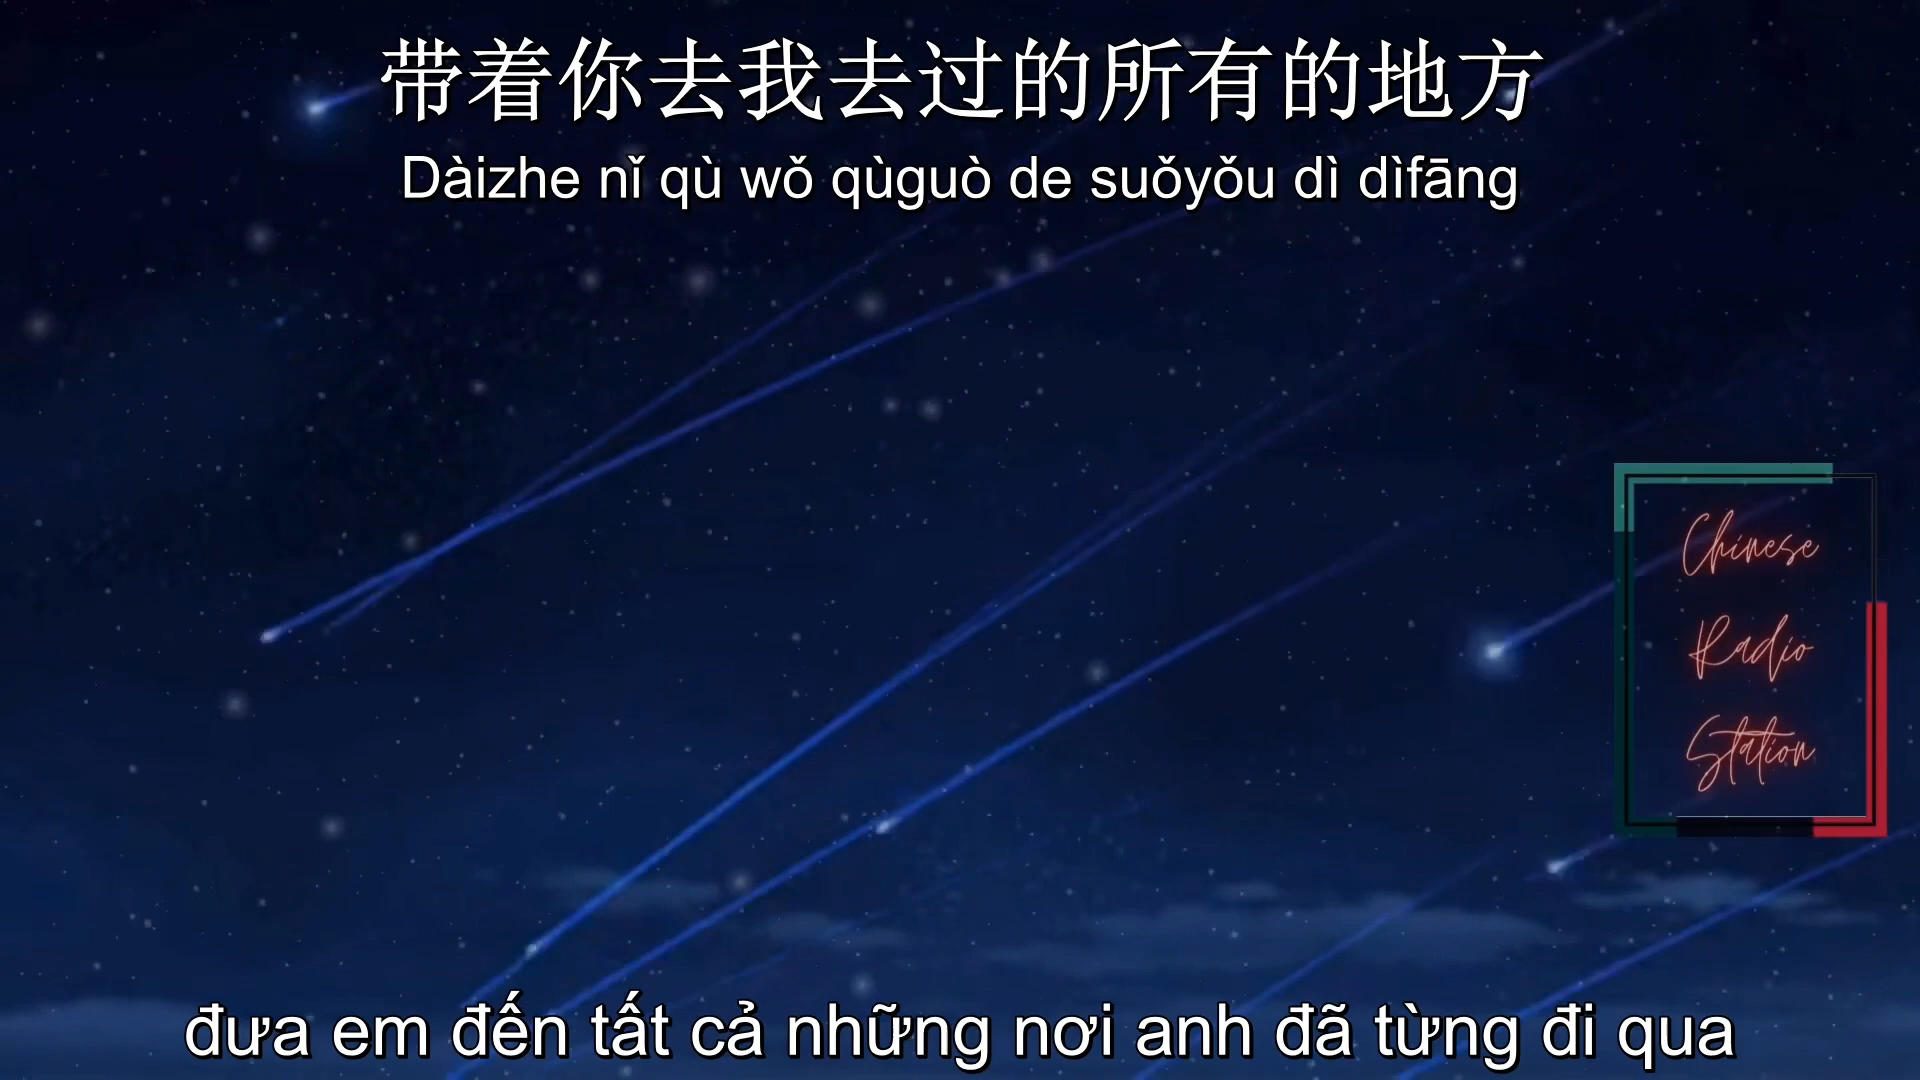 带着你去我去过的所有的地方
Dàizhe nǐ qù wǒ qùguò de suǒyǒu dì dìfāng
Chinese
Radio
Station
đưa em đến tất cả những nơi anh đã từng đi qua